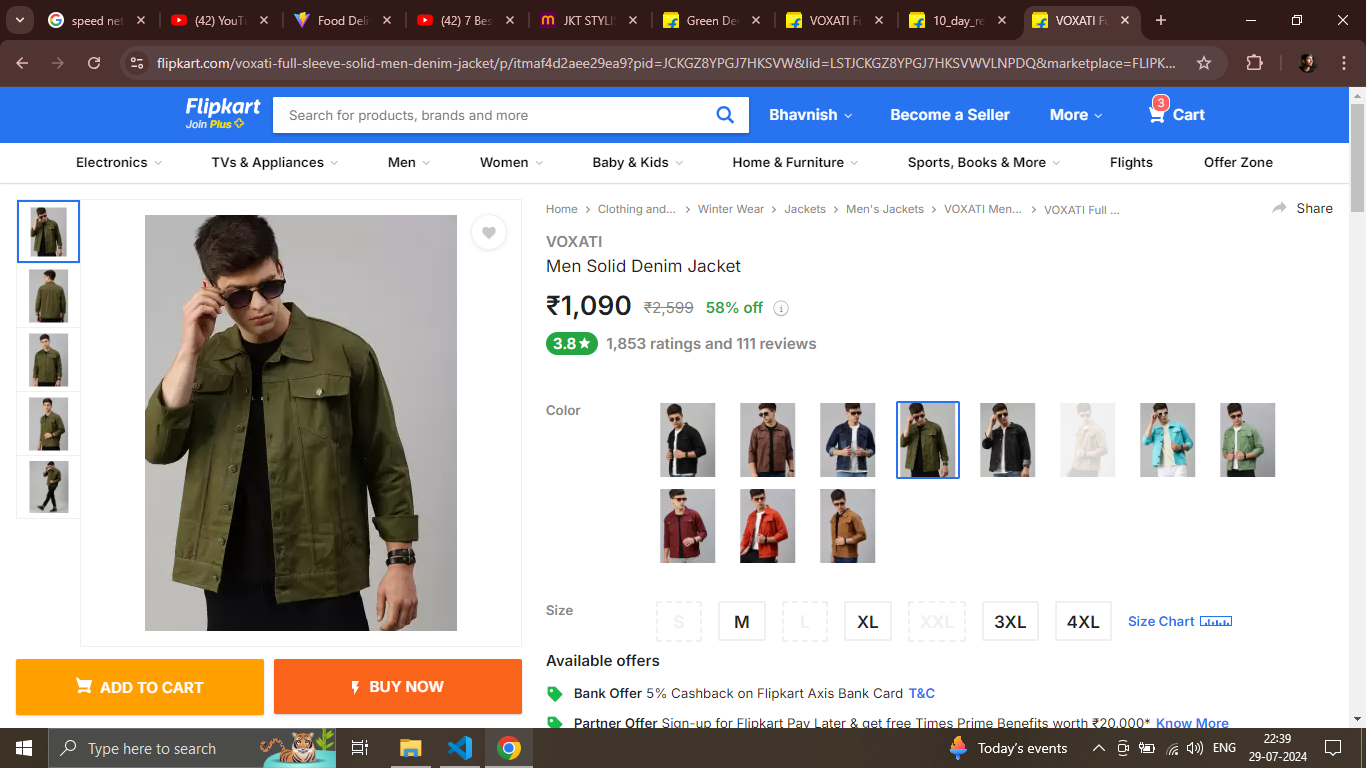 speed net
(42) YouTu
Food Deli
(42) 7 Bes
JKT STYLI
Green De
VOXATI Fu
10_day_re
VOXATI Fu
flipkart.com/voxati-full-sleeve-solid-men-denim-jacket/p/itmaf4d2aee29ea9?pid=JCKGZ8YPGJ7HKSVW&lid=LSTJCKGZ8YPGJ7HKSVWVLNPDQ&marketplace=FLIPK...
Flipkart
Join Plus
Search for products, brands and more
Bhavnish
Become a Seller
More
3
Cart
Electronics
TVs & Appliances
Men
Women
Baby & Kids
Home & Furniture
Sports, Books & More
Flights
Offer Zone
Home
Clothing and...
Winter Wear
Jackets
Men's Jackets
VOXATI Men...
VOXATI Full ...
Share
VOXATI
Men Solid Denim Jacket
₹1,090 ₹2,599 58% off
3.8★ 1,853 ratings and 111 reviews
Color
Size
S
M
L
XL
XXL
3XL
4XL
Size Chart
Available offers
Bank Offer 5% Cashback on Flipkart Axis Bank Card T&C
Partner Offer Sign-up for Flipkart Pay Later & get free Times Prime Benefits worth ₹20,000* Know More
ADD TO CART
BUY NOW
Type here to search
Today's events
ENG
22:39
29-07-2024